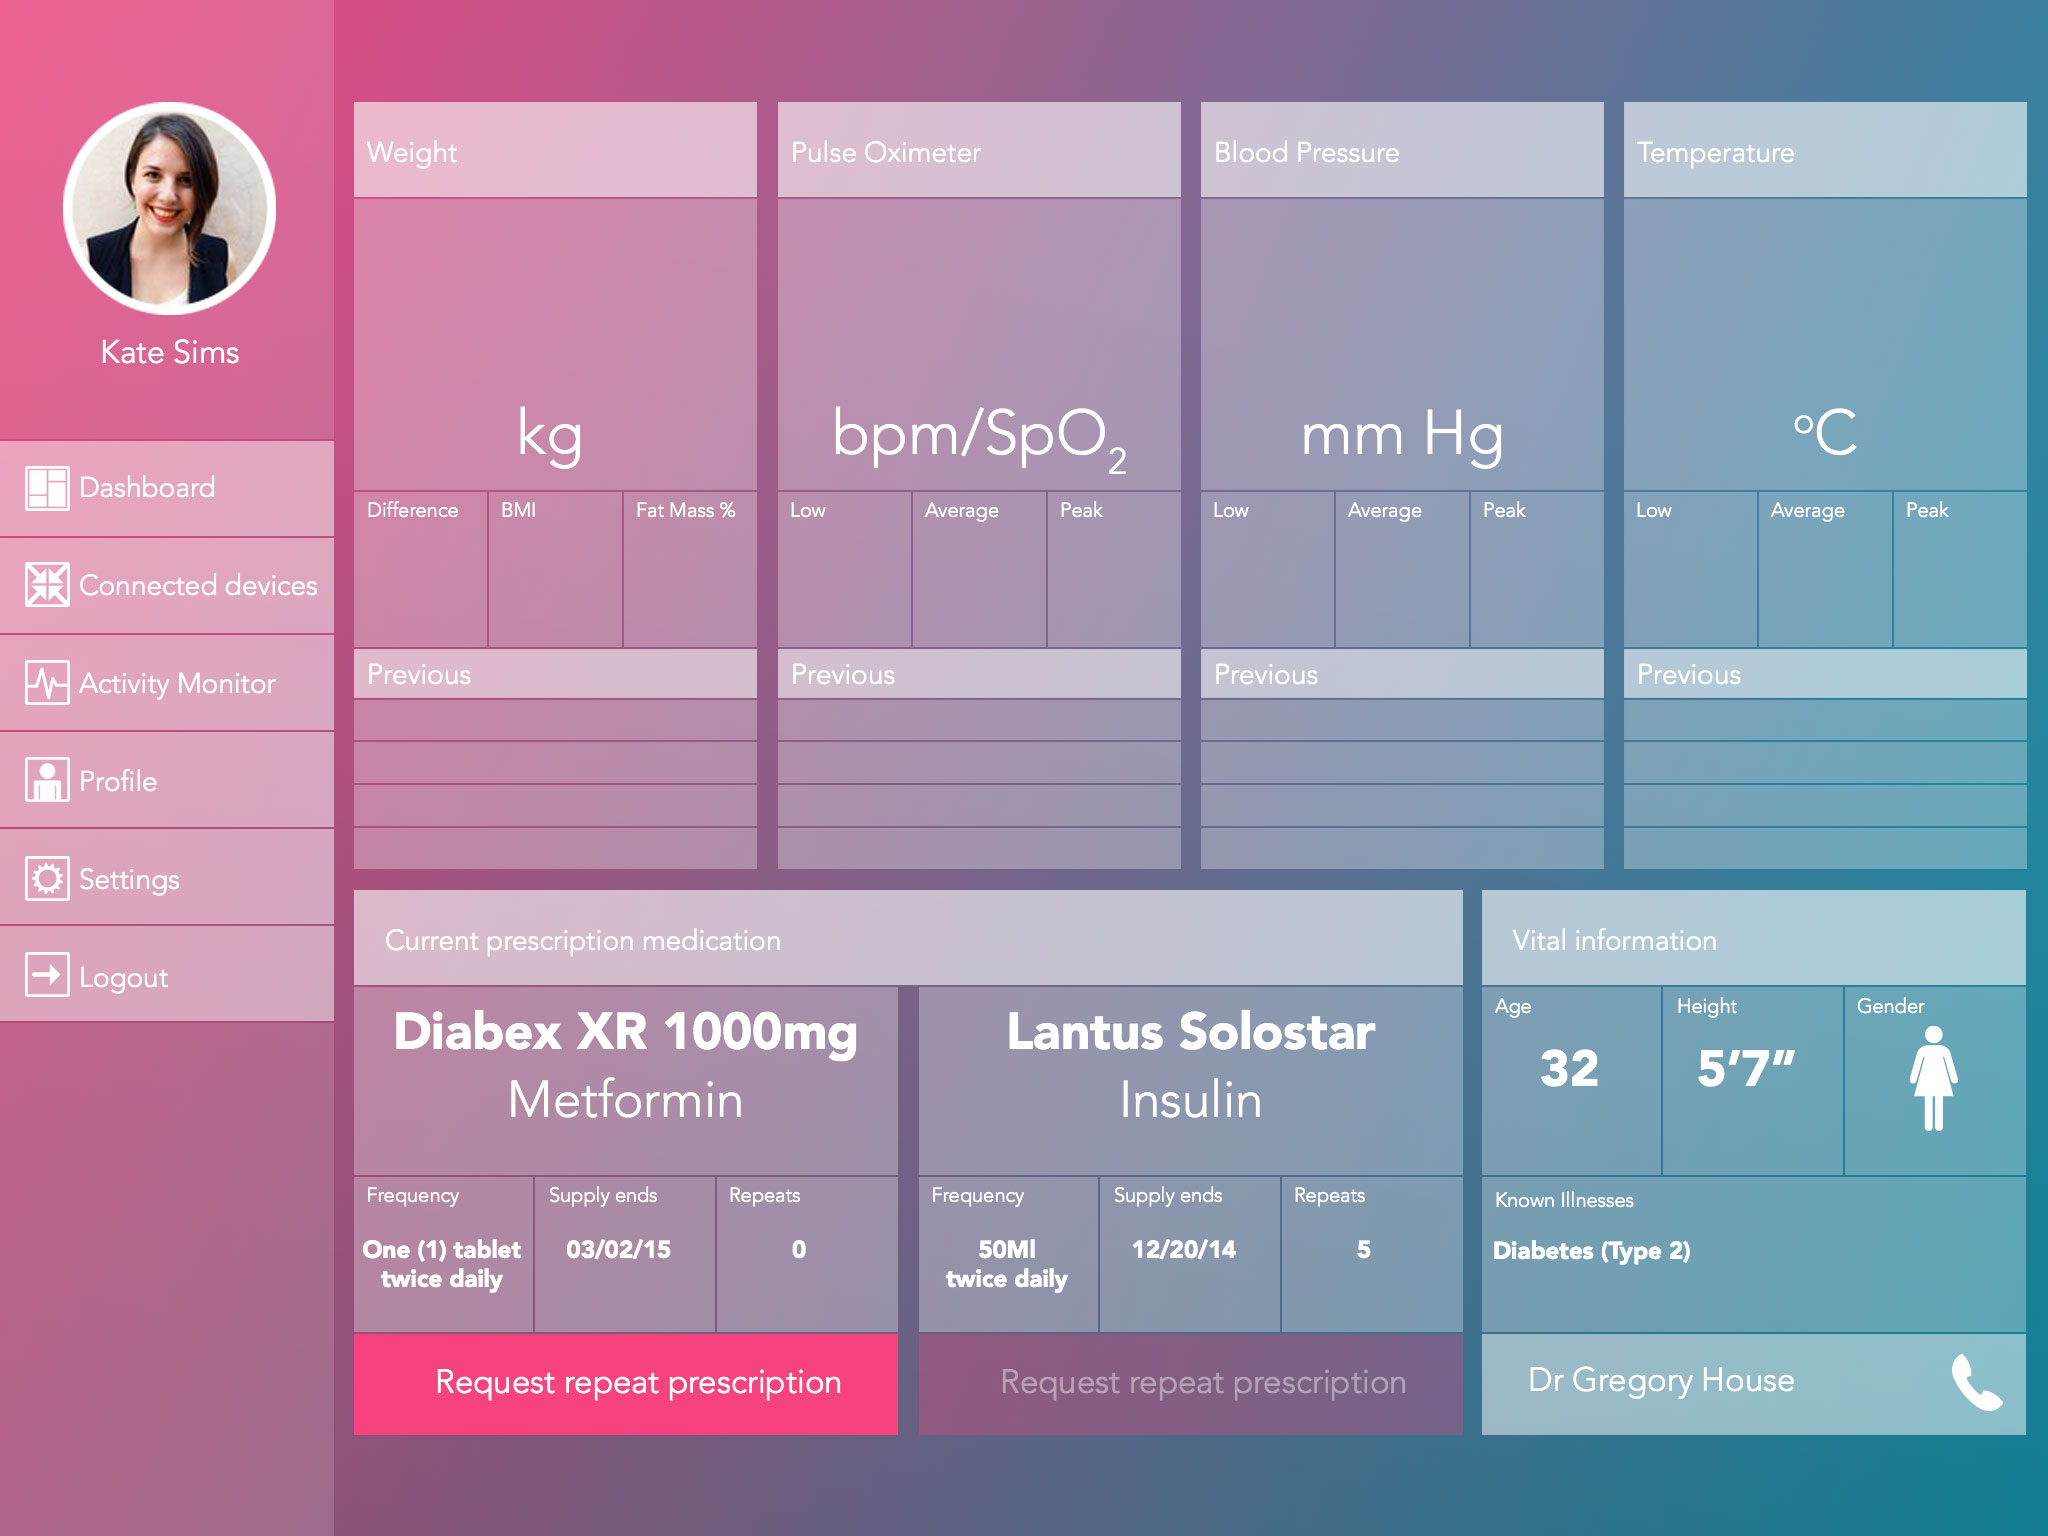 Kate Sims
Dashboard
Connected devices
Activity Monitor
Profile
Settings
Logout
Weight
kg
Difference
BMI
Fat Mass %
Previous
Pulse Oximeter
bpm/SpO₂
Low
Average
Peak
Previous
Blood Pressure
mm Hg
Low
Average
Peak
Previous
Temperature
°C
Low
Average
Peak
Previous
Current prescription medication
Diabex XR 1000mg
Metformin
Frequency
One (1) tablet
twice daily
Supply ends
03/02/15
Repeats
0
Request repeat prescription
Lantus Solostar
Insulin
Frequency
50Ml
twice daily
Supply ends
12/20/14
Repeats
5
Request repeat prescription
Vital information
Age
32
Height
5’7”
Gender
Known Illnesses
Diabetes (Type 2)
Dr Gregory House